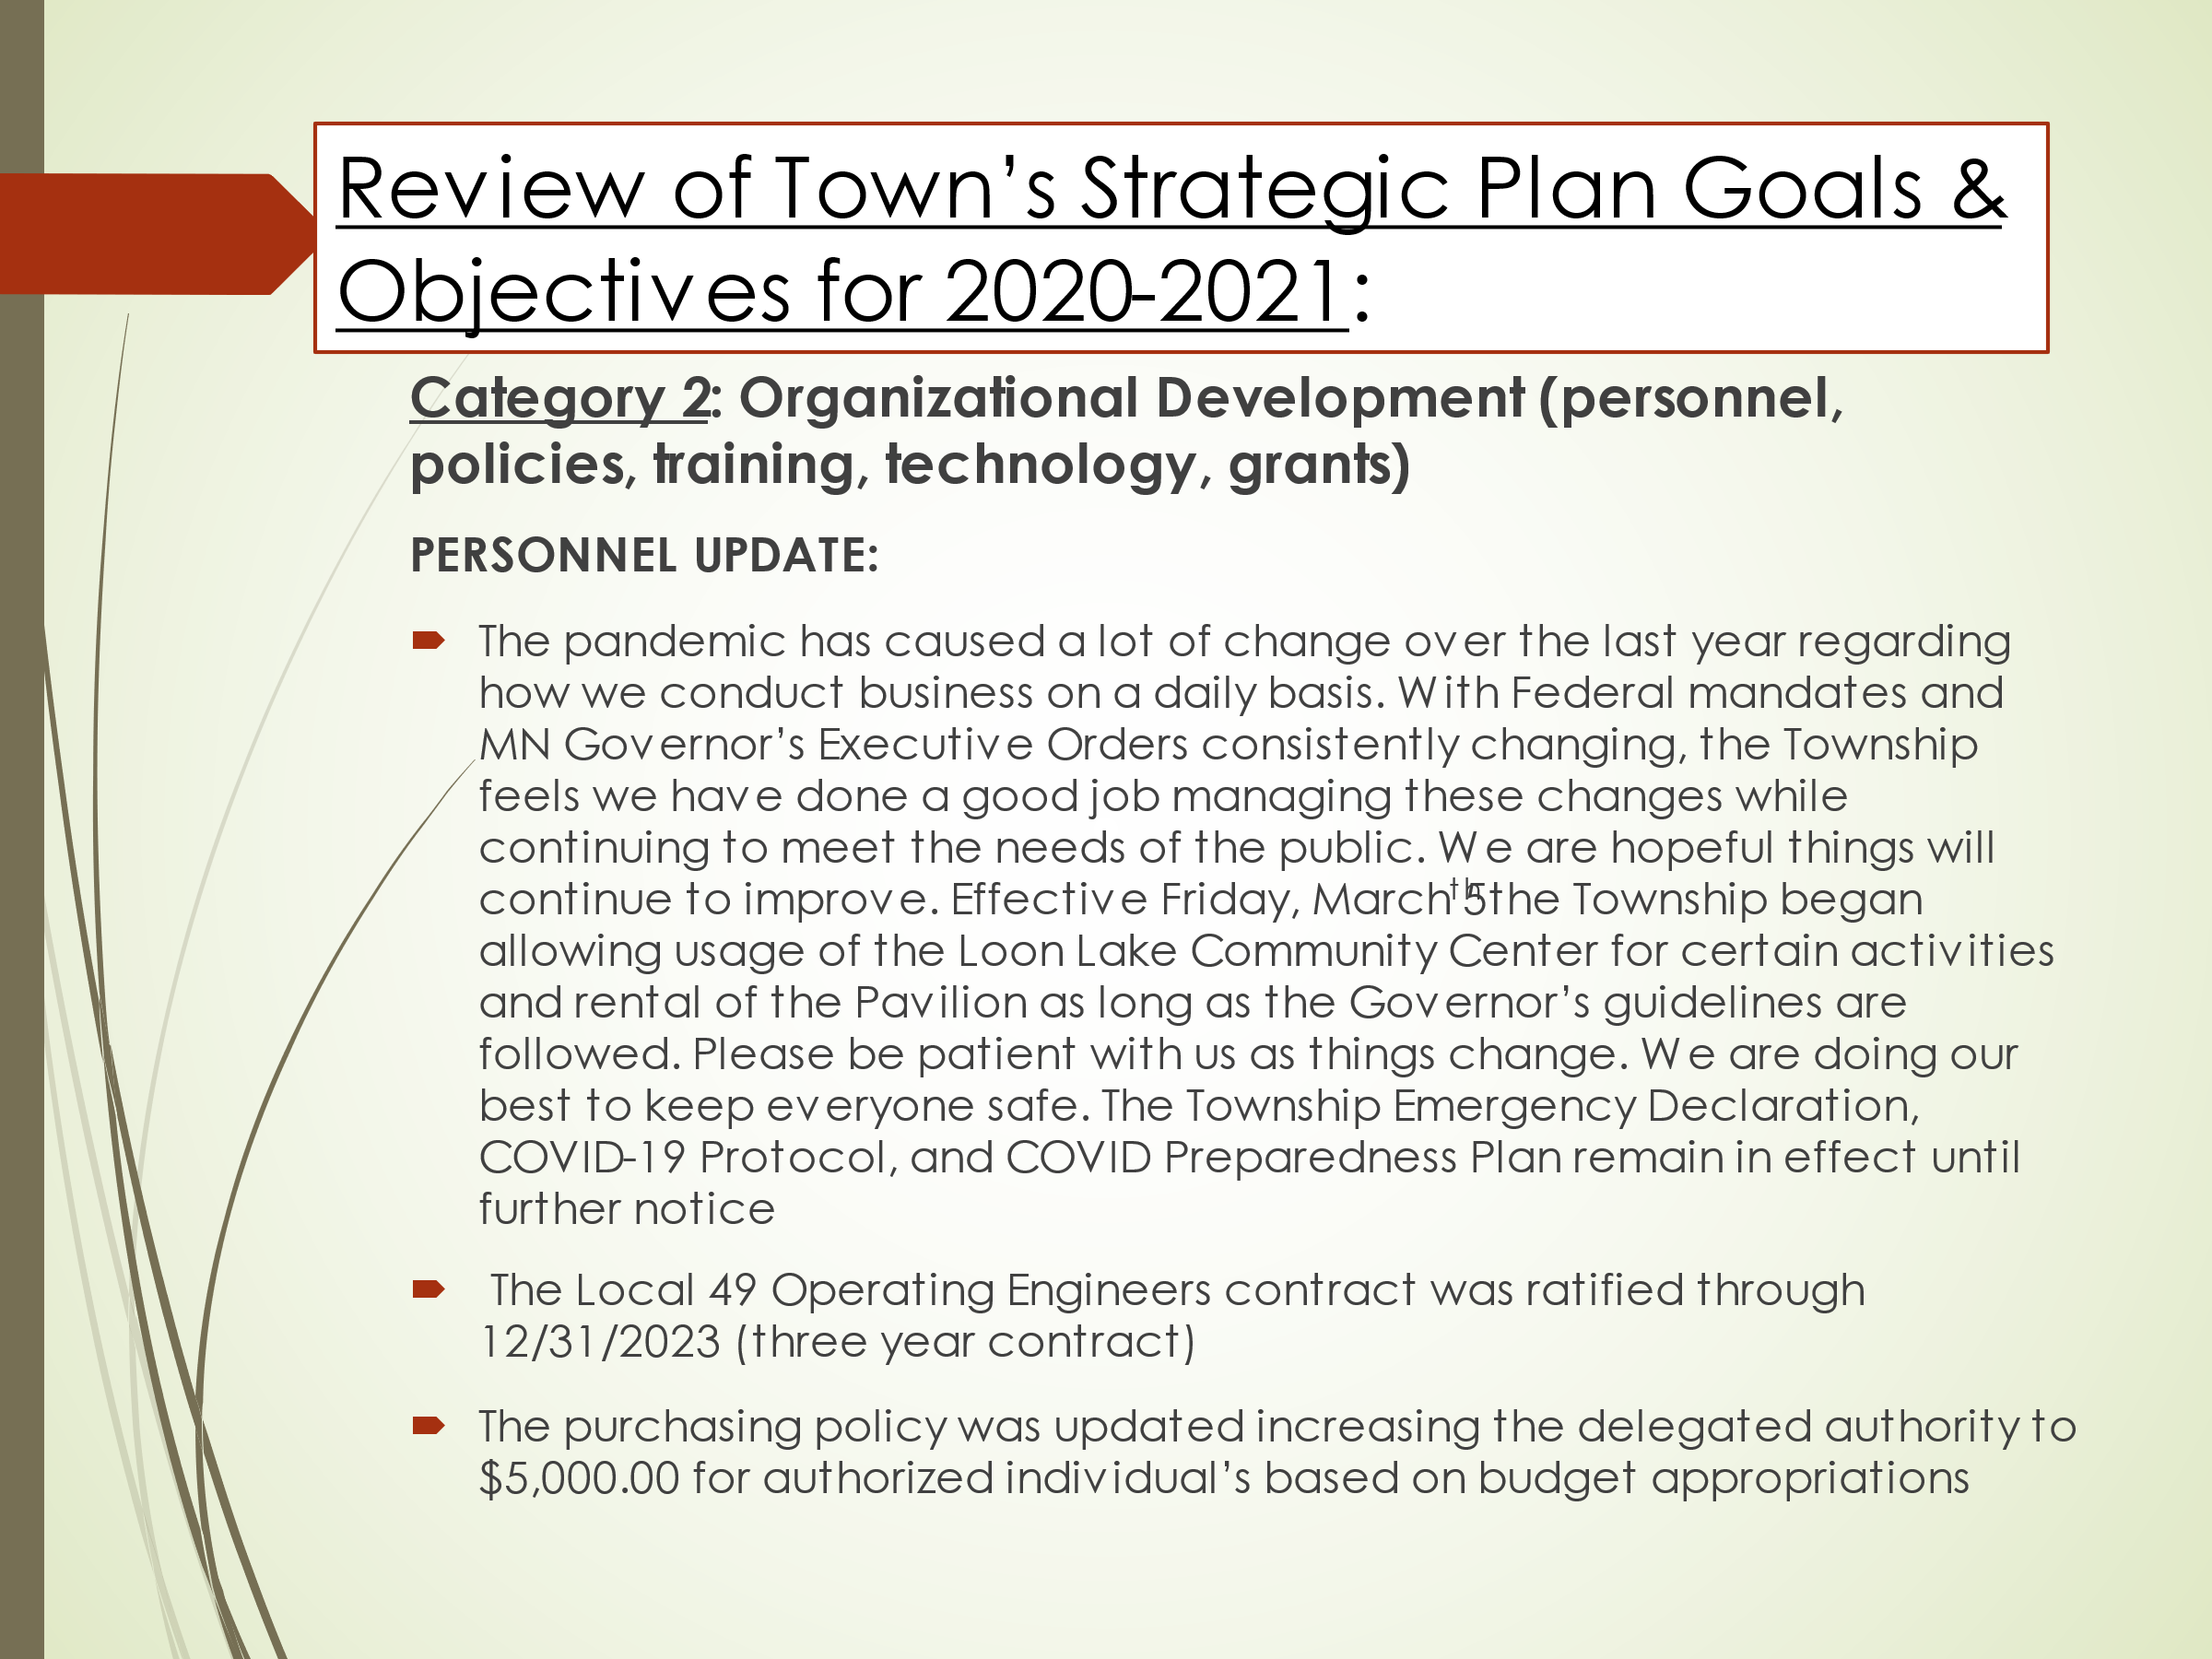 Review of Town’s Strategic Plan Goals &
Objectives for 2020-2021:
Category 2: Organizational Development (personnel,
policies, training, technology, grants)
PERSONNEL UPDATE:
The pandemic has caused a lot of change over the last year regarding
how we conduct business on a daily basis. With Federal mandates and
MN Governor’s Executive Orders consistently changing, the Township
feels we have done a good job managing these changes while
continuing to meet the needs of the public. We are hopeful things will
continue to improve. Effective Friday, March 5th the Township began
allowing usage of the Loon Lake Community Center for certain activities
and rental of the Pavilion as long as the Governor’s guidelines are
followed. Please be patient with us as things change. We are doing our
best to keep everyone safe. The Township Emergency Declaration,
COVID-19 Protocol, and COVID Preparedness Plan remain in effect until
further notice
The Local 49 Operating Engineers contract was ratified through
12/31/2023 (three year contract)
The purchasing policy was updated increasing the delegated authority to
$5,000.00 for authorized individual’s based on budget appropriations